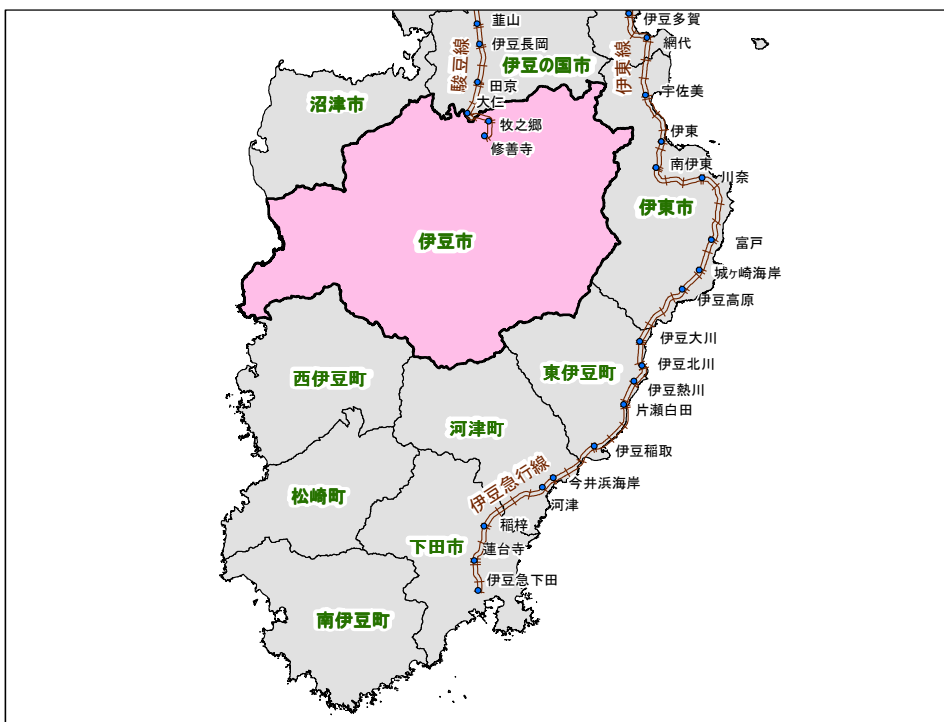 韮山
伊豆多賀
伊豆長岡
網代
駿豆線
伊豆の国市
伊東線
田京
宇佐美
沼津市
大仁
牧之郷
伊東
修善寺
南伊東
川奈
伊東市
伊豆市
富戸
城ヶ崎海岸
伊豆高原
伊豆大川
伊豆北川
西伊豆町
東伊豆町
伊豆熱川
片瀬白田
河津町
伊豆稲取
伊豆急行線
今井浜海岸
松崎町
河津
稲梓
下田市
蓮台寺
伊豆急下田
南伊豆町